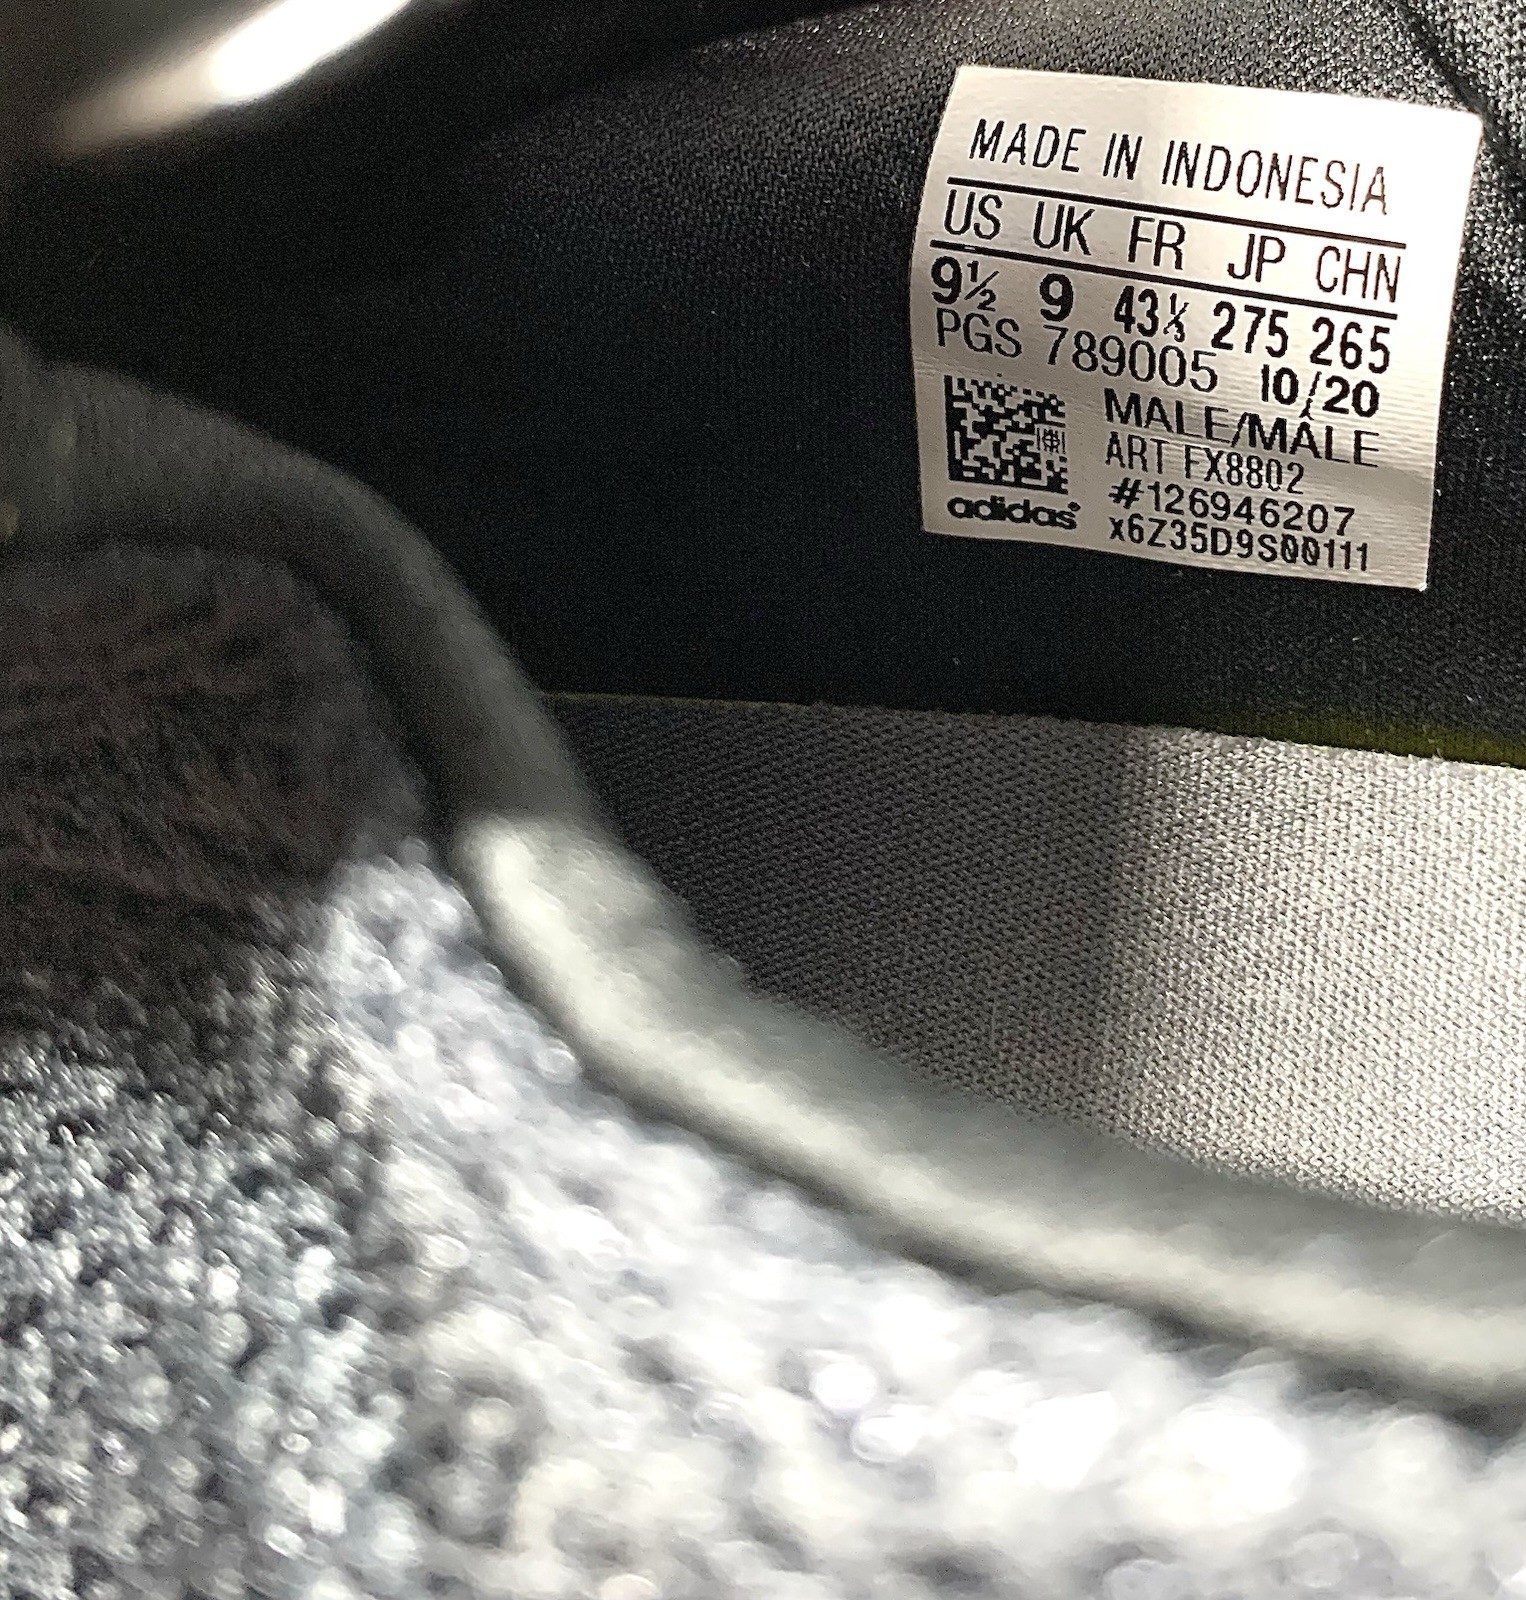 MADE IN INDONESIA
US UK FR JP CHN
9½ 9 43⅓ 275 265
PGS 789005 10/20
MALE/MÂLE
ART FX8802
#126946207
adidas® x6Z35D9S00111